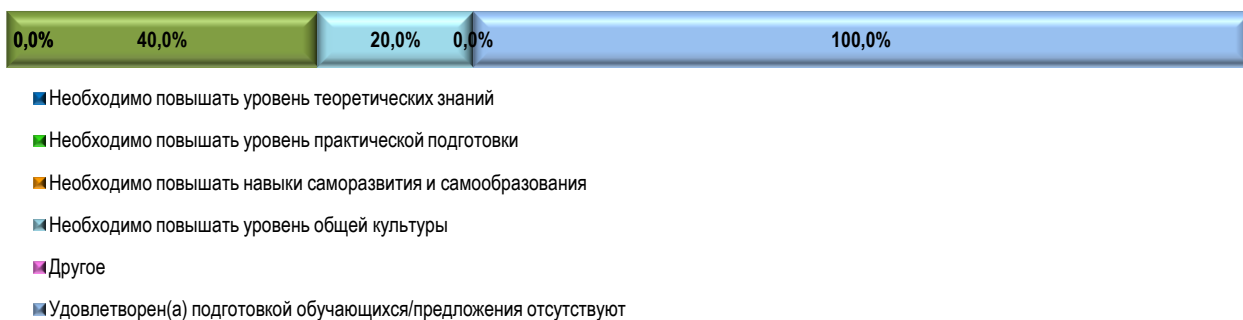 0,0% 40,0% 20,0% 0,0% 100,0%
Необходимо повышать уровень теоретических знаний
Необходимо повышать уровень практической подготовки
Необходимо повышать навыки саморазвития и самообразования
Необходимо повышать уровень общей культуры
Другое
Удовлетворен(а) подготовкой обучающихся/предложения отсутствуют